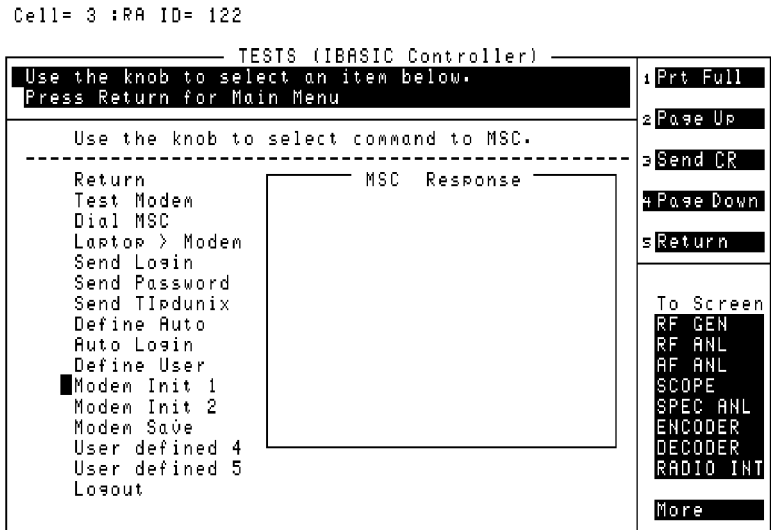 Cell= 3 :RA ID= 122
TESTS (IBASIC Controller)
Use the knob to select an item below.
Press Return for Main Menu
Use the knob to select command to MSC.
Return
Test Modem
Dial MSC
Laptop > Modem
Send Login
Send Password
Send TIpdunix
Define Auto
Auto Login
Define User
Modem Init 1
Modem Init 2
Modem Save
User defined 4
User defined 5
Logout
MSC Response
1 Prt Full
2 Page Up
3 Send CR
4 Page Down
5 Return
To Screen
RF GEN
RF ANL
AF ANL
SCOPE
SPEC ANL
ENCODER
DECODER
RADIO INT
More